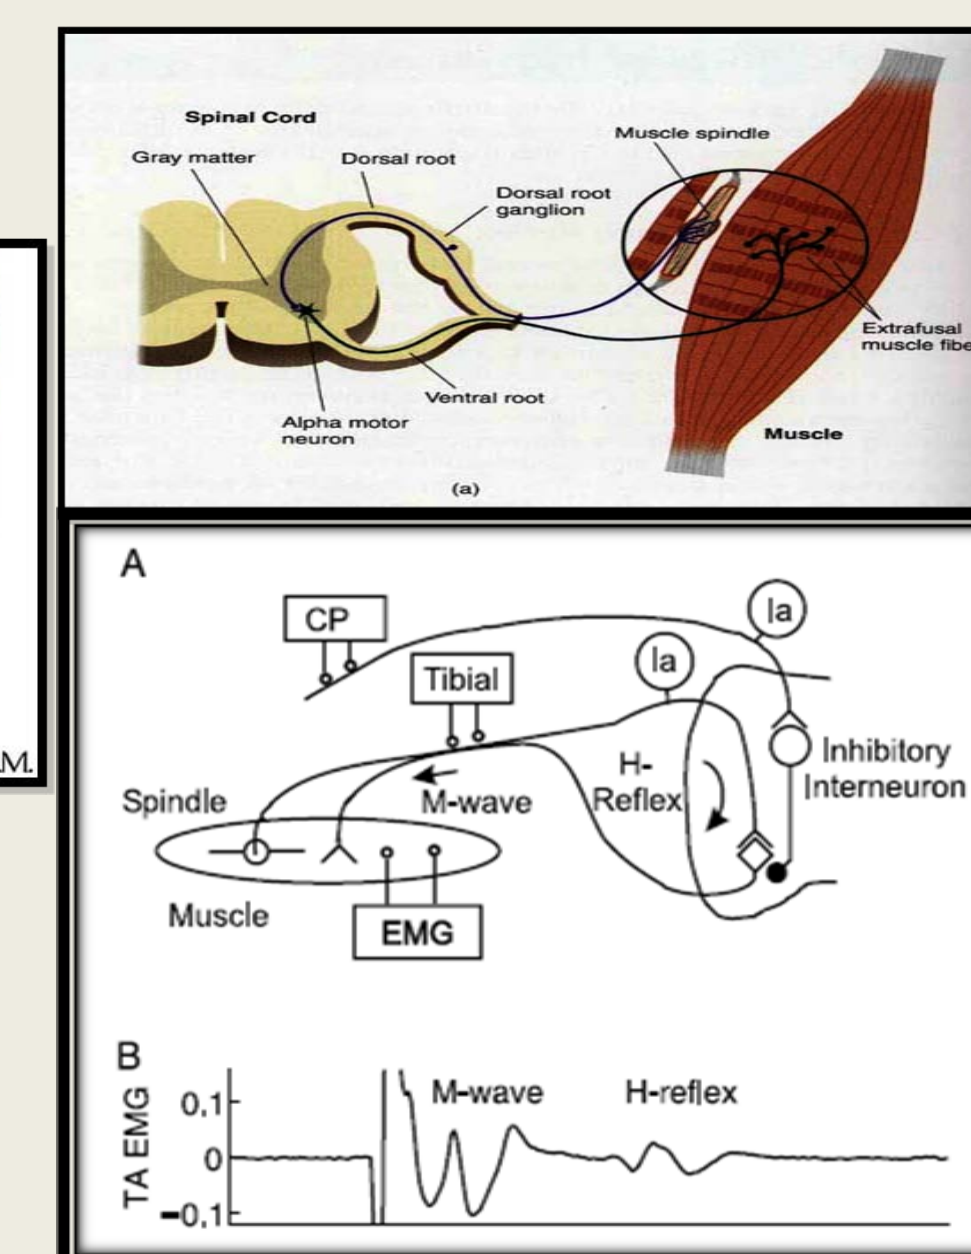 Spinal Cord
Gray matter
Dorsal root
Muscle spindle
Dorsal root
ganglion
Extrafusal
muscle fibe
Ventral root
Alpha motor
neuron
Muscle
(a)
M.
A
CP
Ia
Ia
Tibial
H-
Reflex
Inhibitory
Interneuron
Spindle
M-wave
Muscle
EMG
B
M-wave
H-reflex
TA EMG
0.1
0
-0.1